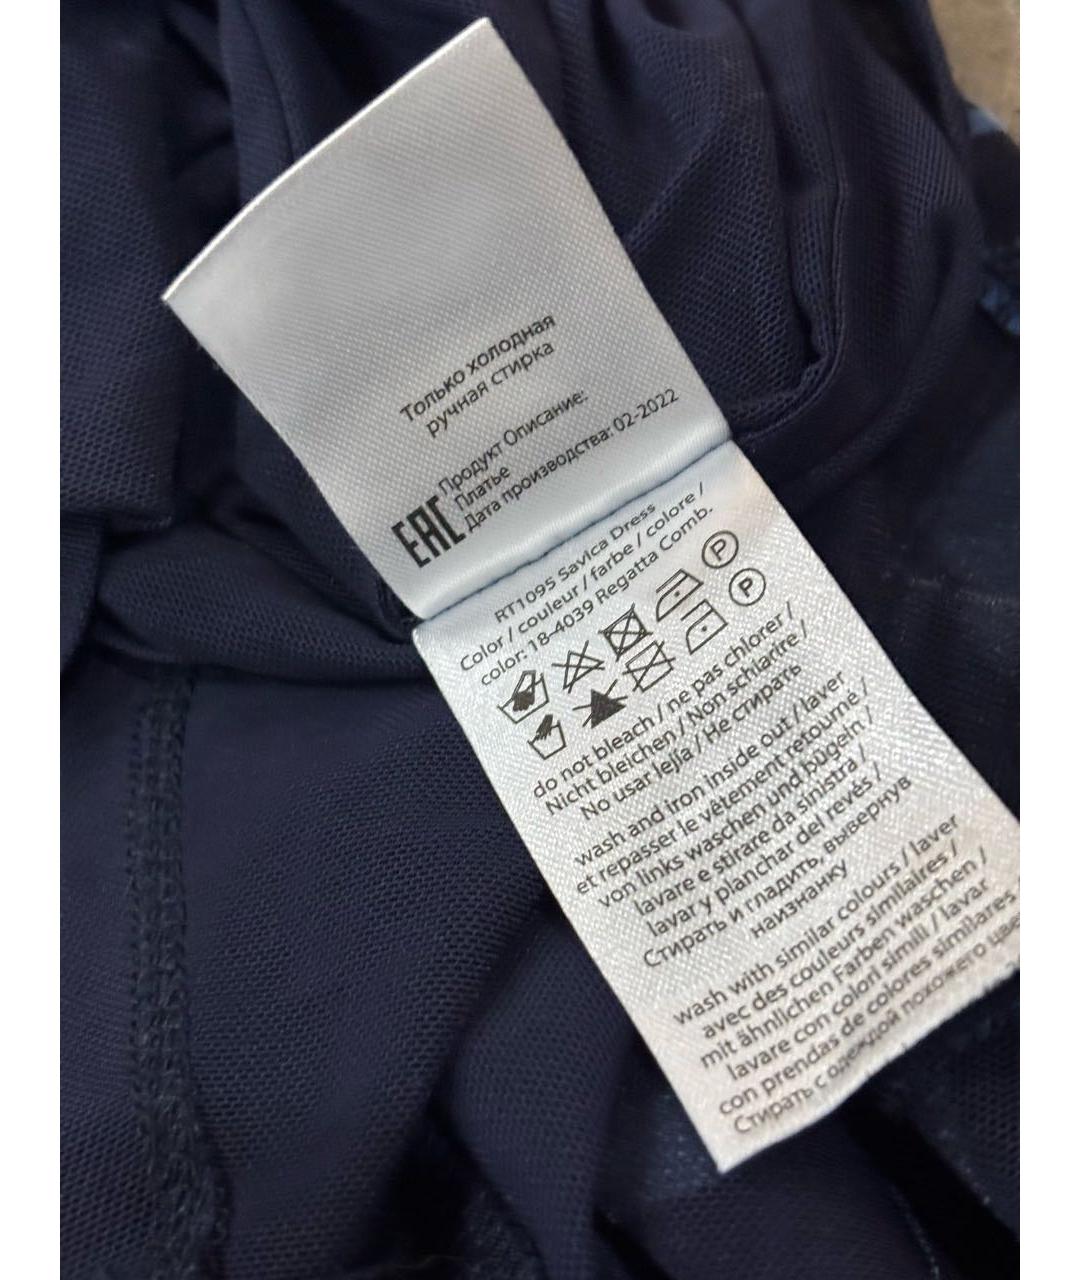 Только холодная
ручная стирка
EAC
Продукт Описание:
Платье
Дата производства: 02-2022
RT1095 Savica Dress
Color / couleur / farbe / colore /
color: 18-4039 Regatta Comb.
P
P
do not bleach / ne pas chlorer /
Nicht bleichen / Non schiarire /
No usar lejia / Не стирать
wash and iron inside out / laver
et repasser le vêtement retourné /
von links waschen und bügeln /
lavare e stirare da sinistra /
lavar y planchar del revés /
Стирать и гладить, вывернув
наизнанку
wash with similar colours / laver
avec des couleurs similaires /
mit ähnlichen Farben waschen /
lavare con colori simili / lavar
con prendas de colores similares
Стирать с одеждой похожего